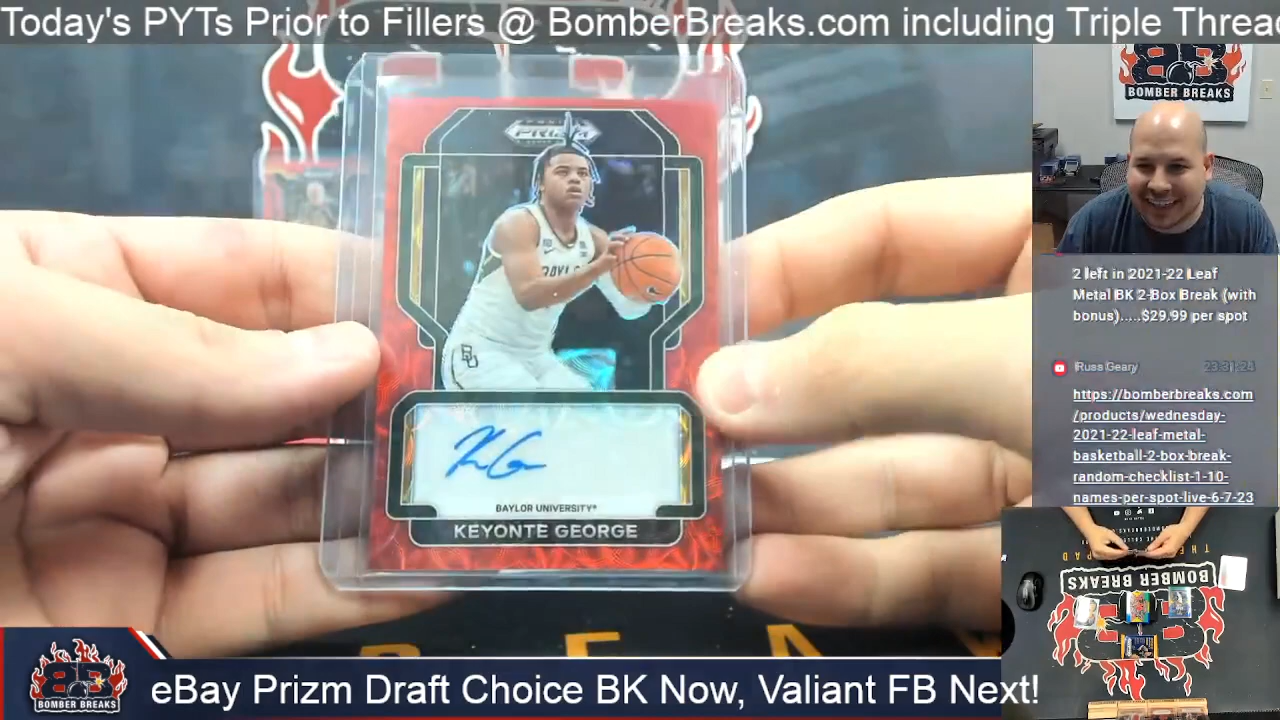 Today's PYTs Prior to Fillers @ BomberBreaks.com including Triple Threa
BOMBER BREAKS
PRIZM
BAYLOR UNIVERSITY®
KEYONTE GEORGE
2 left in 2021-22 Leaf
Metal BK 2-Box Break (with
bonus).....$29.99 per spot
Russ Geary 23:31:24
https://bomberbreaks.com
/products/wednesday-
2021-22-leaf-metal-
basketball-2-box-break-
random-checklist-1-10-
names-per-spot-live-6-7-23
BOMBER BREAKS
BOMBER BREAKS
eBay Prizm Draft Choice BK Now, Valiant FB Next!